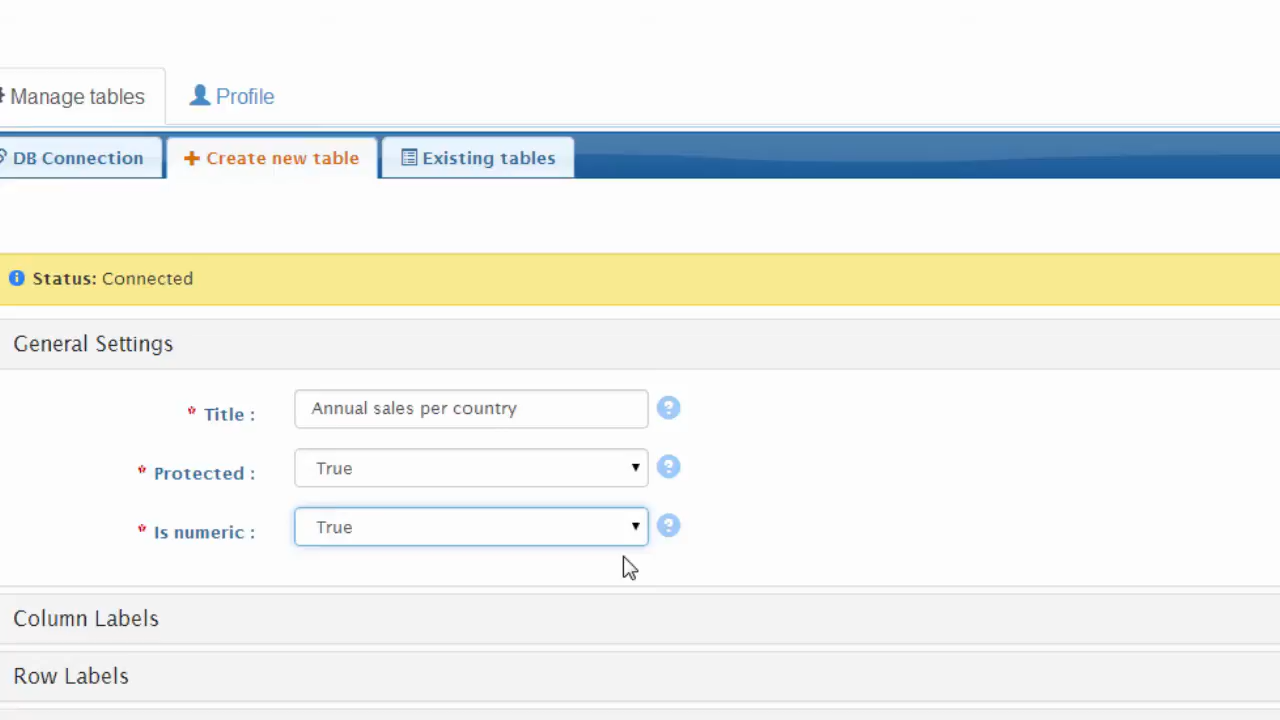 Manage tables Profile
DB Connection Create new table Existing tables
Status: Connected
General Settings
* Title : Annual sales per country ?
* Protected : True ?
* Is numeric : True ?
Column Labels
Row Labels